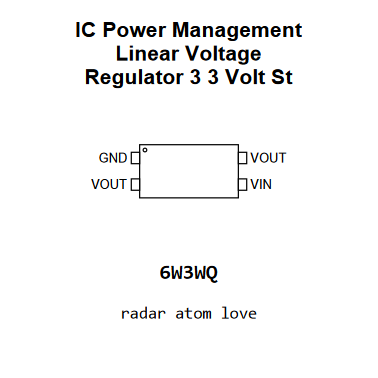 IC Power Management
Linear Voltage
Regulator 3 3 Volt St
GND VOUT
VOUT VIN
6W3WQ
radar atom love